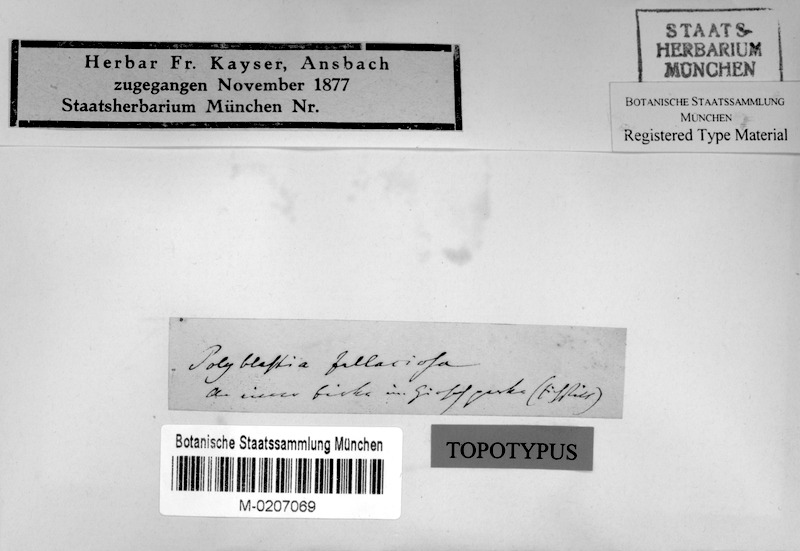 Herbar Fr. Kayser, Ansbach
zugegangen November 1877
Staatsherbarium München Nr.
STAATS-
HERBARIUM
MÜNCHEN
BOTANISCHE STAATSSAMMLUNG
MÜNCHEN
Registered Type Material
Polyblastia fallaciosa
an einer Birke im
TOPOTYPUS
Botanische Staatssammlung München
M-0207069